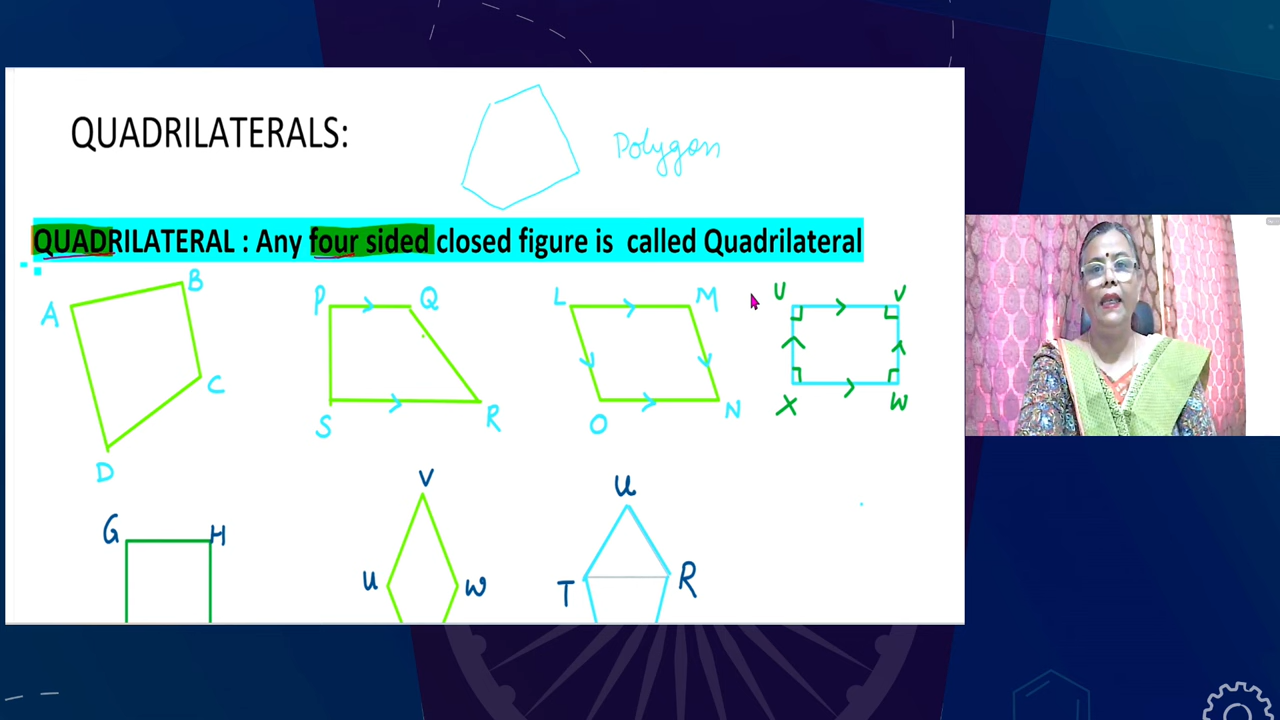 QUADRILATERALS:
Polygon
QUADRILATERAL : Any four sided closed figure is called Quadrilateral
A B C D
P Q R S
L M N O
U V W X
G H
V U W
U T R